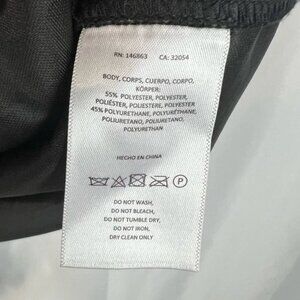 RN: 146863 CA: 32054
BODY, CORPS, CUERPO, CORPO,
KÖRPER:
55% POLYESTER, POLYESTER,
POLIÉSTER, POLIESTERE, POLYESTER,
45% POLYURETHAN, POLYURÉTHANE,
POLIURETANO, POLIURETANO,
POLYURETHAN
HECHO EN CHINA
P
DO NOT WASH,
DO NOT BLEACH,
DO NOT TUMBLE DRY,
DO NOT IRON,
DRY CLEAN ONLY